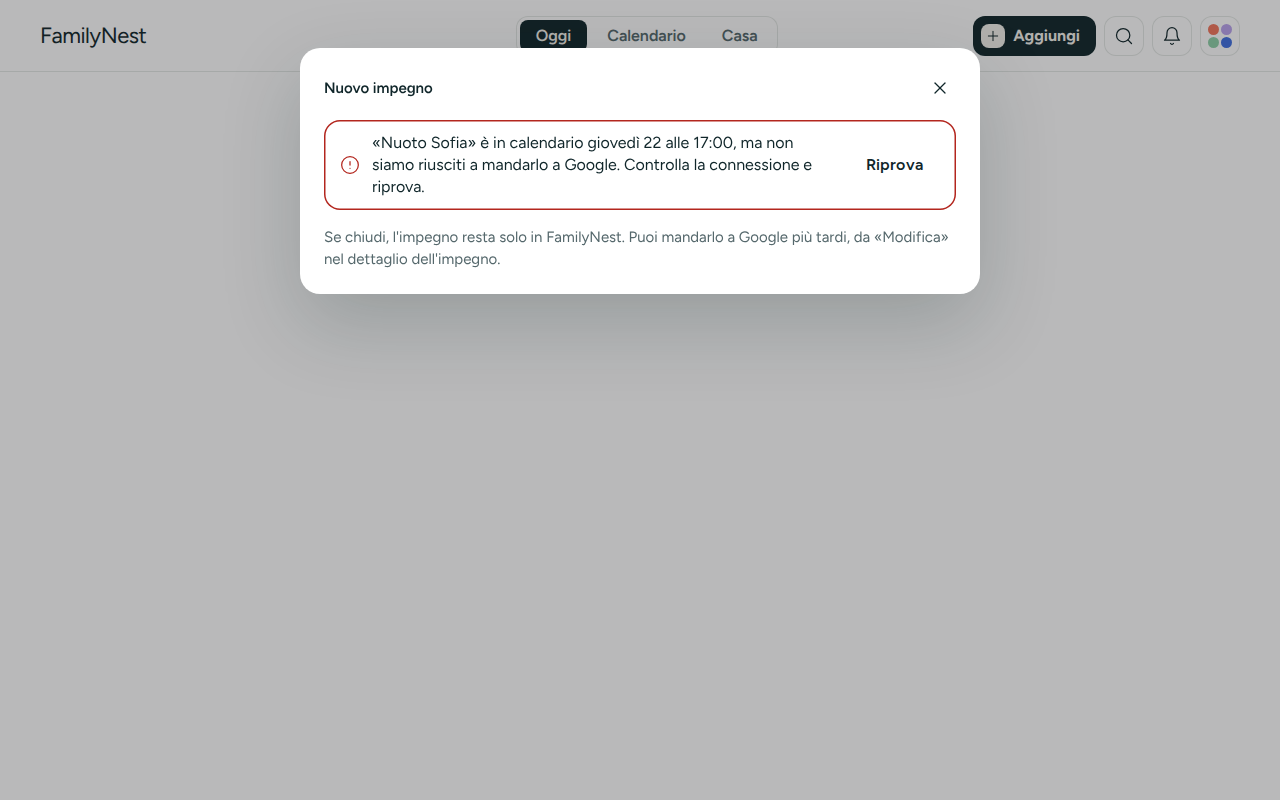 FamilyNest
Oggi
Calendario
Casa
Aggiungi
Nuovo impegno
«Nuoto Sofia» è in calendario giovedì 22 alle 17:00, ma non
siamo riusciti a mandarlo a Google. Controlla la connessione e
riprova.
Riprova
Se chiudi, l'impegno resta solo in FamilyNest. Puoi mandarlo a Google più tardi, da «Modifica»
nel dettaglio dell'impegno.